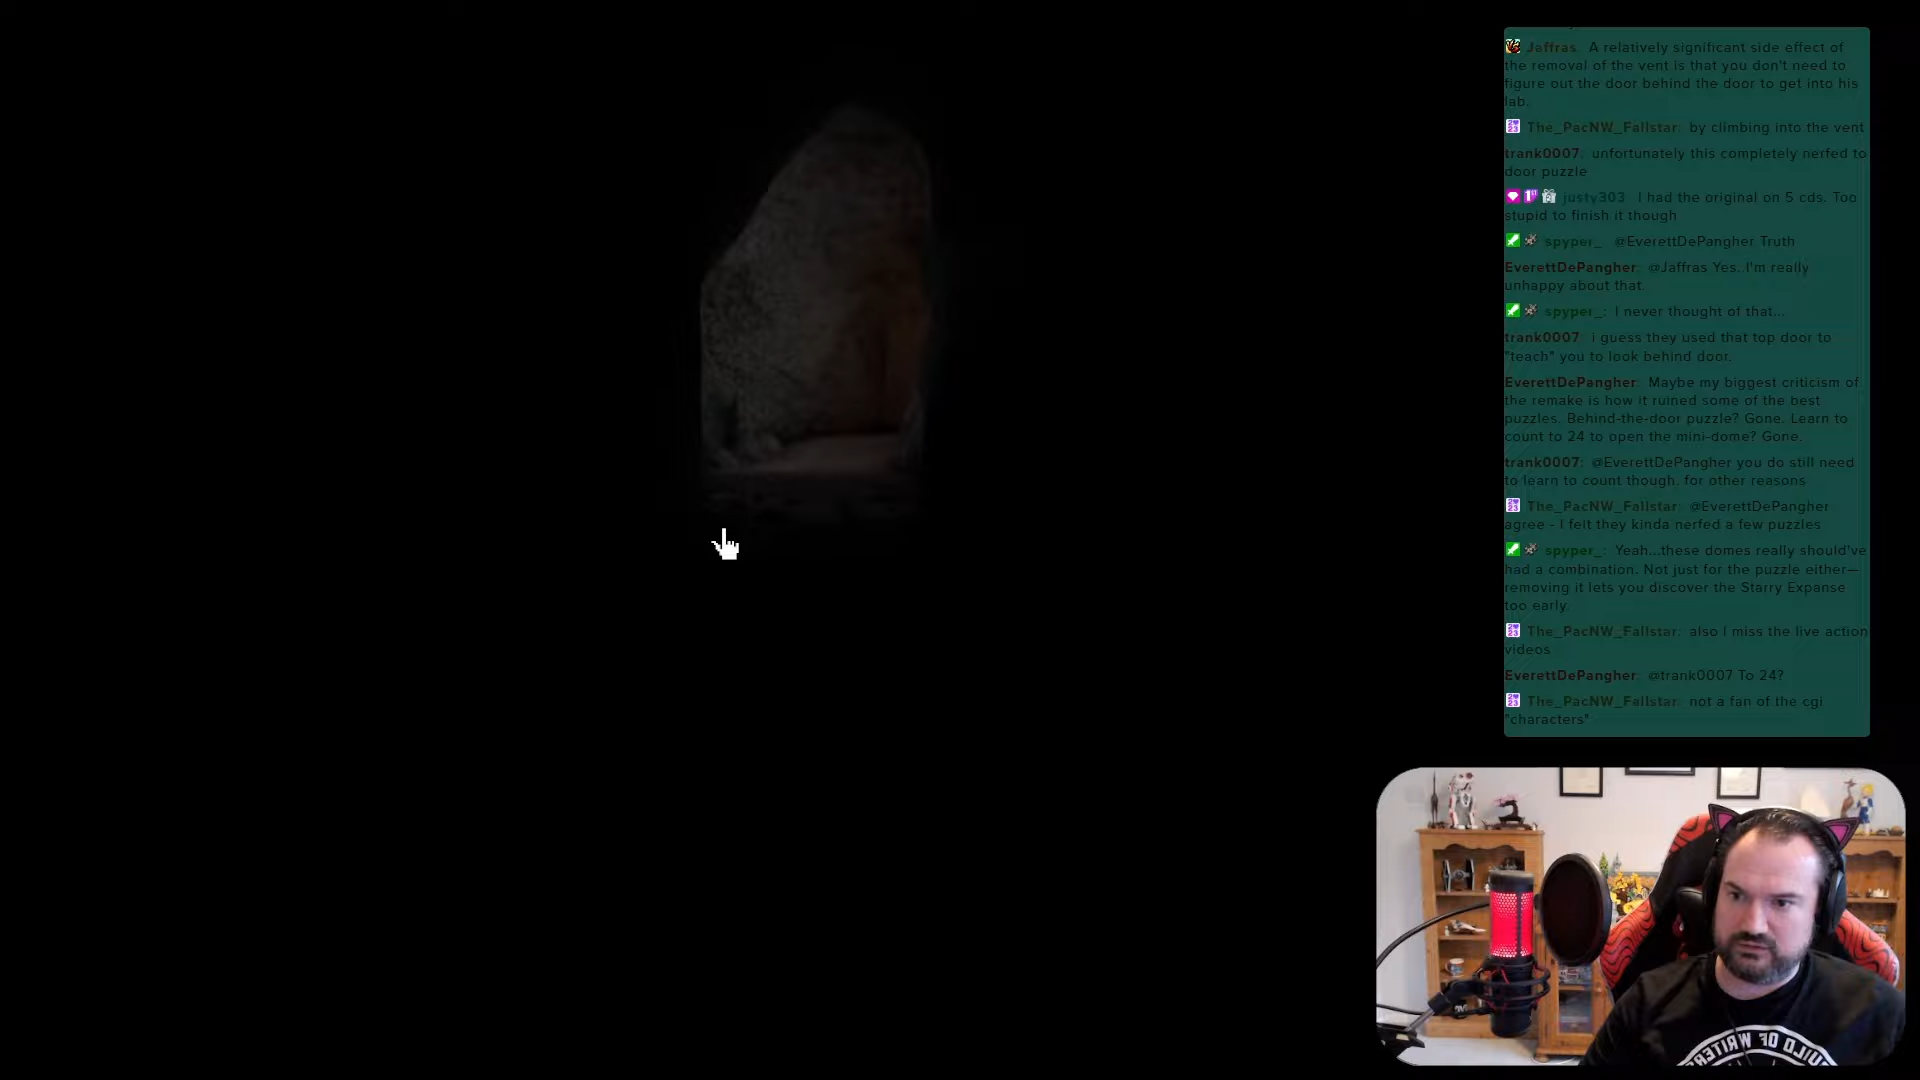 Jaffras: A relatively significant side effect of
the removal of the vent is that you don't need to
figure out the door behind the door to get into his
lab.
The_PacNW_Fallstar: by climbing into the vent
trank0007: unfortunately this completely nerfed to
door puzzle
justy303: I had the original on 5 cds. Too
stupid to finish it though
spyper_: @EverettDePangher Truth
EverettDePangher: @Jaffras Yes. I'm really
unhappy about that.
spyper_: I never thought of that...
trank0007: i guess they used that top door to
"teach" you to look behind door.
EverettDePangher: Maybe my biggest criticism of
the remake is how it ruined some of the best
puzzles. Behind-the-door puzzle? Gone. Learn to
count to 24 to open the mini-dome? Gone.
trank0007: @EverettDePangher you do still need
to learn to count though. for other reasons
The_PacNW_Fallstar: @EverettDePangher
agree - I felt they kinda nerfed a few puzzles
spyper_: Yeah...these domes really should've
had a combination. Not just for the puzzle either—
removing it lets you discover the Starry Expanse
too early.
The_PacNW_Fallstar: also I miss the live action
videos
EverettDePangher: @trank0007 To 24?
The_PacNW_Fallstar: not a fan of the cgi
"characters"
GUILD OF WRITERS